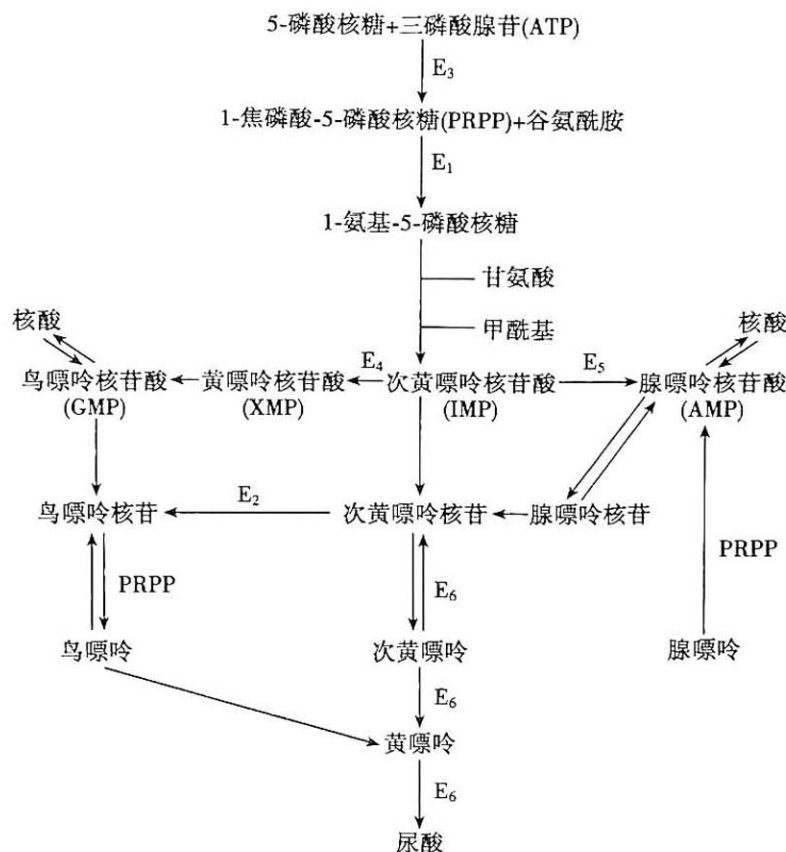 5-磷酸核糖+三磷酸腺苷(ATP)
E₃
1-焦磷酸-5-磷酸核糖(PRPP)+谷氨酰胺
E₁
1-氨基-5-磷酸核糖
甘氨酸
甲酰基
核酸
核酸
鸟嘌呤核苷酸
(GMP)
黄嘌呤核苷酸
(XMP)
E₄
次黄嘌呤核苷酸
(IMP)
E₅
腺嘌呤核苷酸
(AMP)
鸟嘌呤核苷
E₂
次黄嘌呤核苷
腺嘌呤核苷
PRPP
E₆
PRPP
鸟嘌呤
次黄嘌呤
腺嘌呤
E₆
黄嘌呤
E₆
尿酸